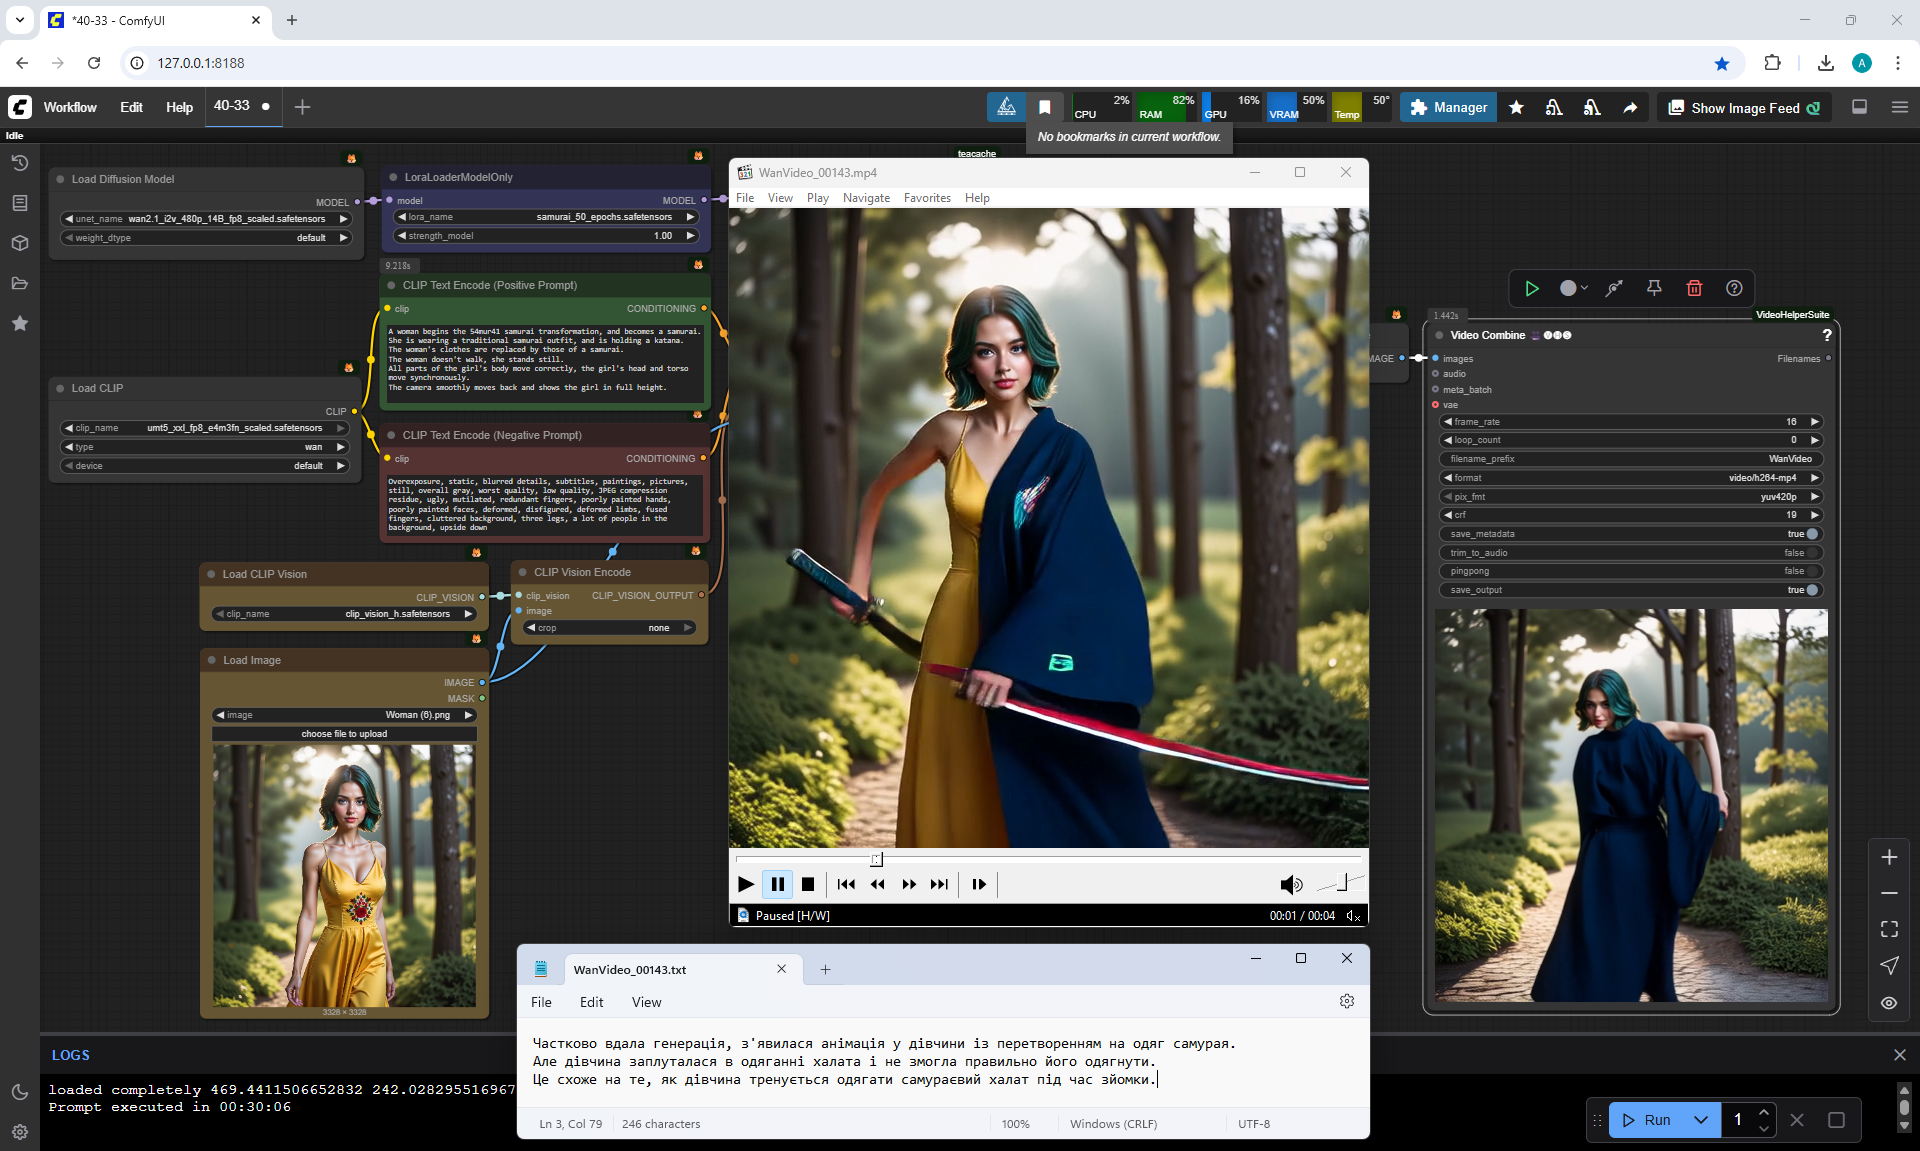 *40-33 - ComfyUI
127.0.0.1:8188
Workflow Edit Help 40-33
CPU 2% RAM 82% GPU 16% VRAM 50% Temp 50°
Manager
Show Image Feed
Idle
No bookmarks in current workflow.
teacache
Load Diffusion Model
MODEL
unet_name wan2.1_i2v_480p_14B_fp8_scaled.safetensors
weight_dtype default
LoraLoaderModelOnly
model MODEL
lora_name samurai_50_epochs.safetensors
strength_model 1.00
9.218s
CLIP Text Encode (Positive Prompt)
clip CONDITIONING
A woman begins the 54mur41 samurai transformation, and becomes a samurai.
She is wearing a traditional samurai outfit, and is holding a katana.
The woman's clothes are replaced by those of a samurai.
The woman doesn't walk, she stands still.
All parts of the girl's body move correctly, the girl's head and torso
move synchronously.
The camera smoothly moves back and shows the girl in full height.
Load CLIP
CLIP
clip_name umt5_xxl_fp8_e4m3fn_scaled.safetensors
type wan
device default
CLIP Text Encode (Negative Prompt)
clip CONDITIONING
Overexposure, static, blurred details, subtitles, paintings, pictures,
still, overall gray, worst quality, low quality, JPEG compression
residue, ugly, mutilated, redundant fingers, poorly painted hands,
poorly painted faces, deformed, disfigured, deformed limbs, fused
fingers, cluttered background, three legs, a lot of people in the
background, upside down
Load CLIP Vision
CLIP_VISION
clip_name clip_vision_h.safetensors
CLIP Vision Encode
clip_vision CLIP_VISION_OUTPUT
image
crop none
Load Image
IMAGE
MASK
image Woman (6).png
choose file to upload
3328 × 3328
WanVideo_00143.mp4
File View Play Navigate Favorites Help
Paused [H/W]
00:01 / 00:04
1.442s
VideoHelperSuite
Video Combine
?
MAGE
images Filenames
audio
meta_batch
vae
frame_rate 16
loop_count 0
filename_prefix WanVideo
format video/h264-mp4
pix_fmt yuv420p
crf 19
save_metadata true
trim_to_audio false
pingpong false
save_output true
WanVideo_00143.txt
File Edit View
Частково вдала генерація, з'явилася анімація у дівчини із перетворенням на одяг самурая.
Але дівчина заплуталася в одяганні халата і не змогла правильно його одягнути.
Це схоже на те, як дівчина тренується одягати самураєвий халат під час зйомки.
Ln 3, Col 79 246 characters 100% Windows (CRLF) UTF-8
LOGS
loaded completely 469.4411506652832 242.02829551696​7
Prompt executed in 00:30:06
Run 1